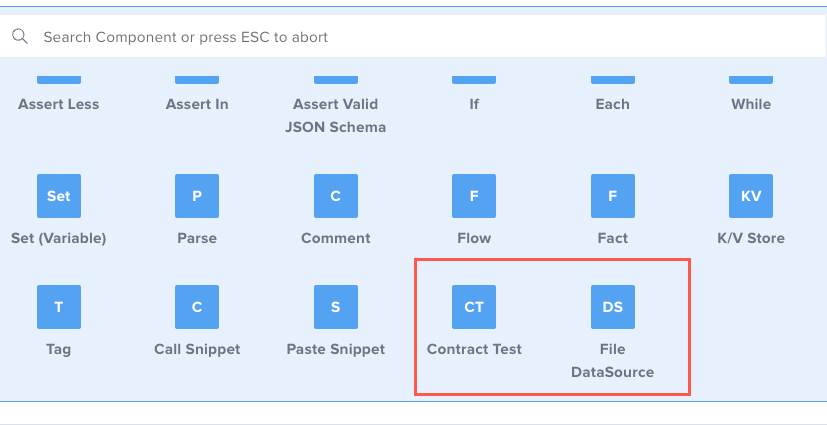 Search Component or press ESC to abort
Assert Less
Assert In
Assert Valid
JSON Schema
If
Each
While
Set
P
C
F
F
KV
Set (Variable)
Parse
Comment
Flow
Fact
K/V Store
T
C
S
CT
DS
Tag
Call Snippet
Paste Snippet
Contract Test
File
DataSource